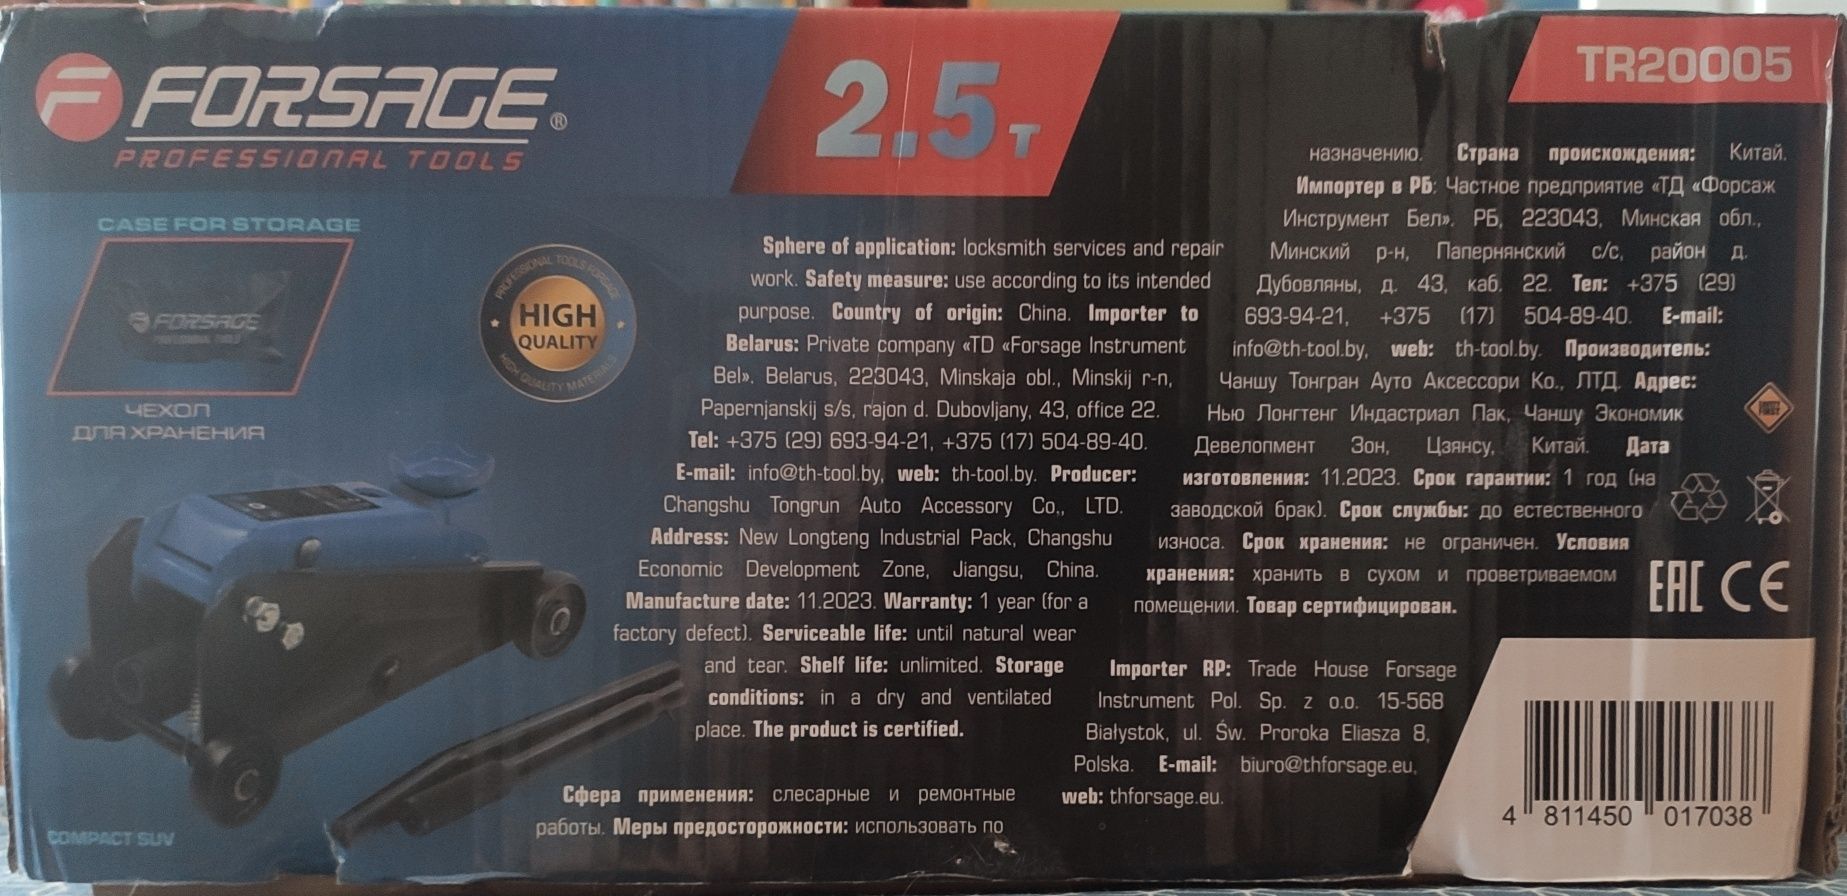 FORSAGE®
PROFESSIONAL TOOLS
2.5 т
TR20005
CASE FOR STORAGE
FORSAGE
PROFESSIONAL TOOLS
ЧЕХОЛ
ДЛЯ ХРАНЕНИЯ
PROFESSIONAL TOOLS FORSAGE
HIGH
QUALITY
HIGH QUALITY MATERIALS
COMPACT SUV
Sphere of application: locksmith services and repair
work. Safety measure: use according to its intended
purpose. Country of origin: China. Importer to
Belarus: Private company «TD «Forsage Instrument
Bel». Belarus, 223043, Minskaja obl., Minskij r-n,
Papernjanskij s/s, rajon d. Dubovljany, 43, office 22.
Tel: +375 (29) 693-94-21, +375 (17) 504-89-40.
E-mail: info@th-tool.by, web: th-tool.by. Producer:
Changshu Tongrun Auto Accessory Co., LTD.
Address: New Longteng Industrial Pack, Changshu
Economic Development Zone, Jiangsu, China.
Manufacture date: 11.2023. Warranty: 1 year (for a
factory defect). Serviceable life: until natural wear
and tear. Shelf life: unlimited. Storage
conditions: in a dry and ventilated
place. The product is certified.
Сфера применения: слесарные и ремонтные
работы. Меры предосторожности: использовать по
назначению. Страна происхождения: Китай.
Импортер в РБ: Частное предприятие «ТД «Форсаж
Инструмент Бел». РБ, 223043, Минская обл.,
Минский р-н, Папернянский с/с, район д.
Дубовляны, д. 43, каб. 22. Тел: +375 (29)
693-94-21, +375 (17) 504-89-40. E-mail:
info@th-tool.by, web: th-tool.by. Производитель:
Чаншу Тонгран Ауто Аксессори Ко., ЛТД. Адрес:
Нью Лонгтенг Индастриал Пак, Чаншу Экономик
Девелопмент Зон, Цзянсу, Китай. Дата
изготовления: 11.2023. Срок гарантии: 1 год (на
заводской брак). Срок службы: до естественного
износа. Срок хранения: не ограничен. Условия
хранения: хранить в сухом и проветриваемом
помещении. Товар сертифицирован.
Importer RP: Trade House Forsage
Instrument Pol. Sp. z o.o. 15-568
Białystok, ul. Św. Proroka Eliasza 8,
Polska. E-mail: biuro@thforsage.eu,
web: thforsage.eu.
SAFETY
FIRST
EAC CE
4 811450 017038